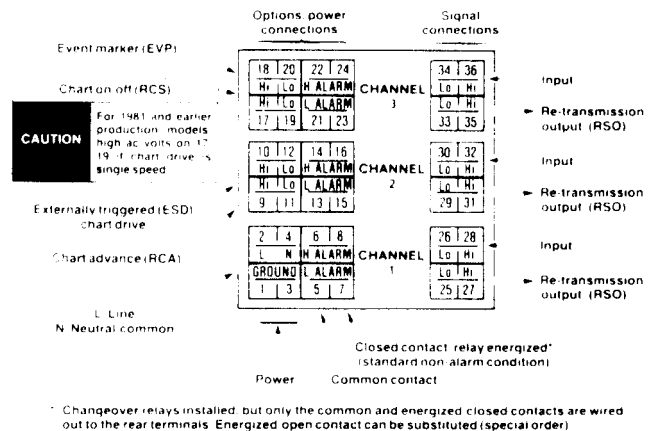 Options, power
connections
Signal
connections
Event marker (EVP)
Chart on off (RCS)
CAUTION
For 1981 and earlier
production models
high ac volts on 17
19 if chart drive is
single speed
Externally triggered (ESD)
chart drive
Chart advance (RCA)
L Line
N Neutral common
18 20 22 24
Hi Lo H ALARM
Hi Lo L ALARM
17 19 21 23
CHANNEL
3
34 36
Lo Hi
Lo Hi
33 35
Input
Re-transmission
output (RSO)
10 12 14 16
Hi Lo H ALARM
Hi Lo L ALARM
9 11 13 15
CHANNEL
2
30 32
Lo Hi
Lo Hi
29 31
Input
Re-transmission
output (RSO)
2 4 6 8
L N H ALARM
GROUND L ALARM
1 3 5 7
CHANNEL
1
26 28
Lo Hi
Lo Hi
25 27
Input
Re-transmission
output (RSO)
Closed contact relay energized*
(standard non-alarm condition)
Power
Common contact
* Changeover relays installed, but only the common and energized closed contacts are wired
out to the rear terminals Energized open contact can be substituted (special order)